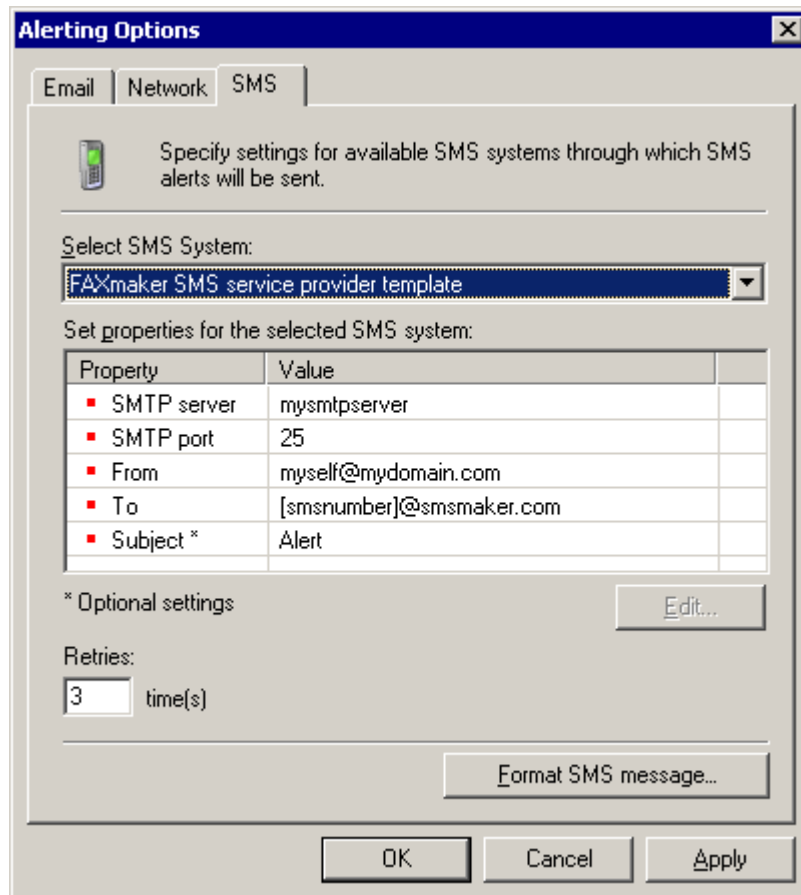 Alerting Options
Email Network SMS
Specify settings for available SMS systems through which SMS
alerts will be sent.
Select SMS System:
FAXmaker SMS service provider template
Set properties for the selected SMS system:
Property Value
SMTP server mysmtpserver
SMTP port 25
From myself@mydomain.com
To [smsnumber]@smsmaker.com
Subject * Alert
* Optional settings
Edit...
Retries:
3 time(s)
Format SMS message...
OK Cancel Apply